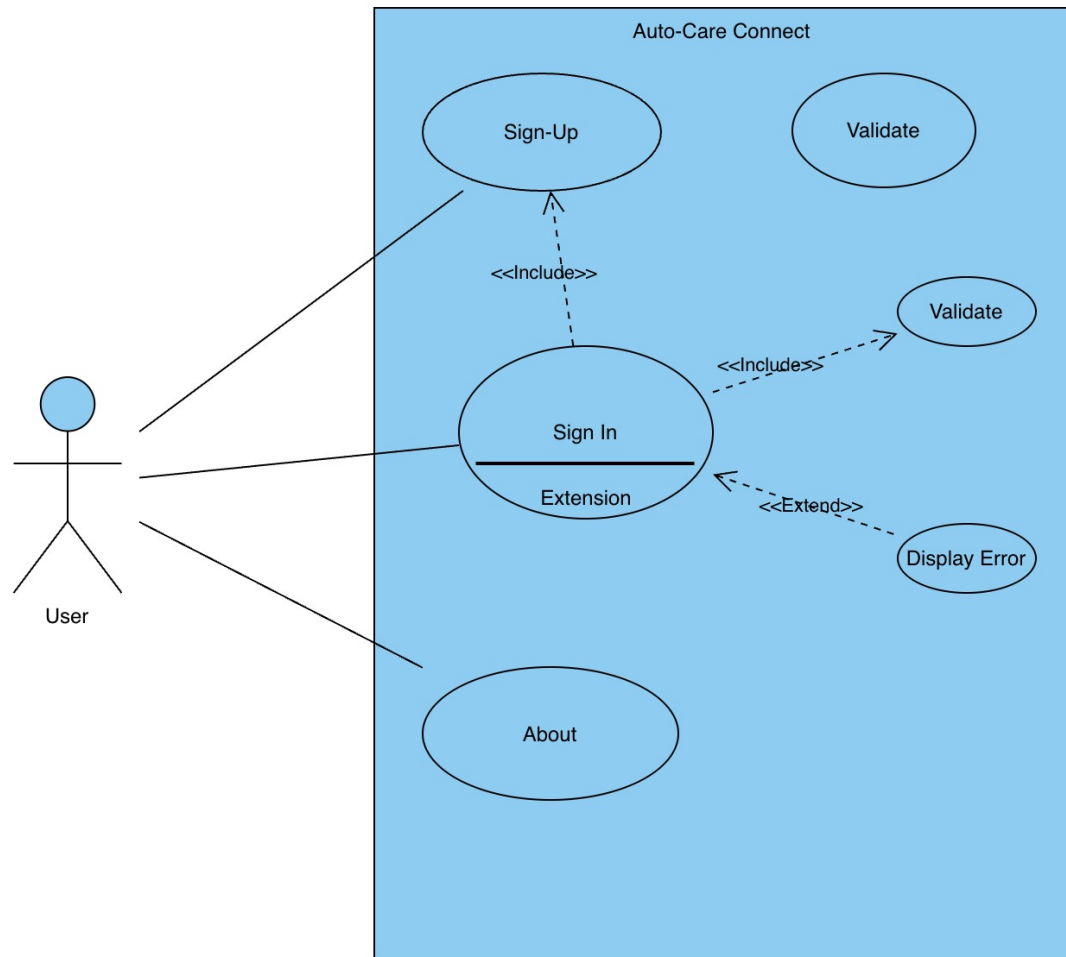 Auto-Care Connect
Sign-Up
Validate
<<Include>>
Validate
<<Include>>
Sign In
Extension
<<Extend>>
Display Error
User
About